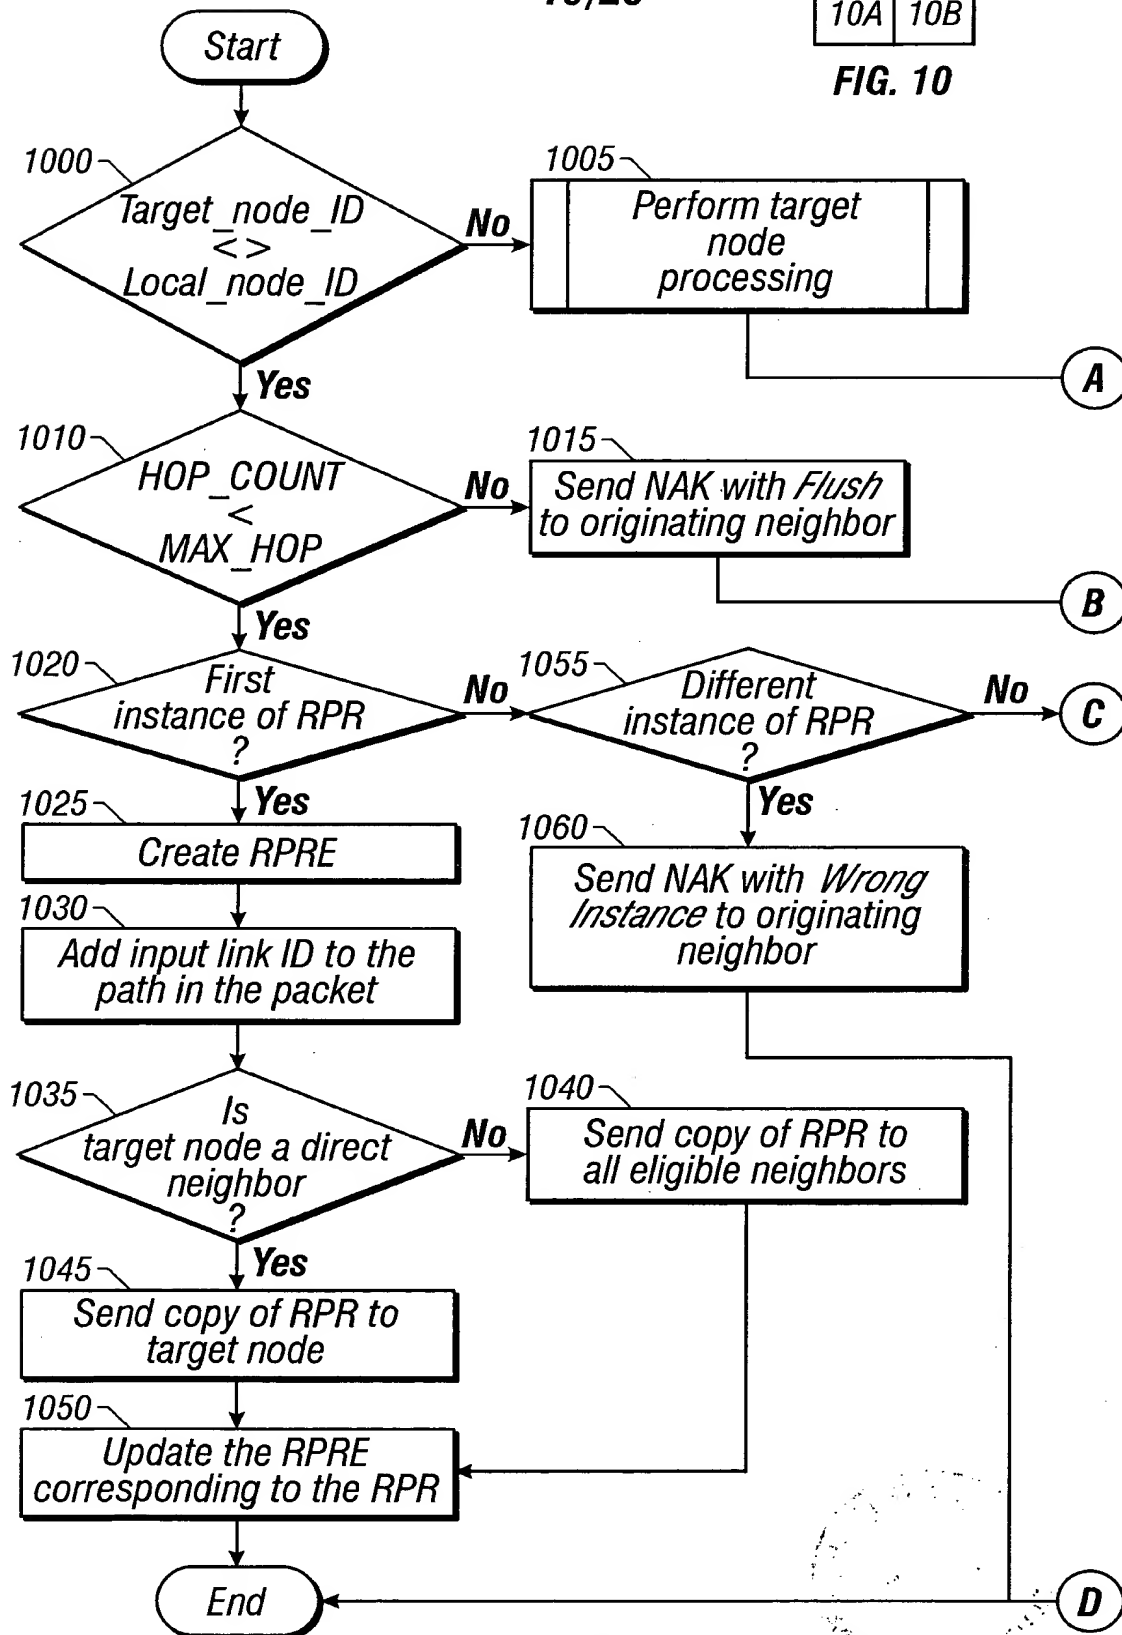 10A 10B
FIG. 10
Start
1000
Target_node_ID
<>
Local_node_ID
No
1005
Perform target
node
processing
A
Yes
1010
HOP_COUNT
<
MAX_HOP
No
1015
Send NAK with Flush
to originating neighbor
B
Yes
1020
First
instance of RPR
?
No
1055
Different
instance of RPR
?
No
C
Yes
1025
Create RPRE
Yes
1060
Send NAK with Wrong
Instance to originating
neighbor
1030
Add input link ID to the
path in the packet
1035
Is
target node a direct
neighbor
?
No
1040
Send copy of RPR to
all eligible neighbors
Yes
1045
Send copy of RPR to
target node
1050
Update the RPRE
corresponding to the RPR
End
D